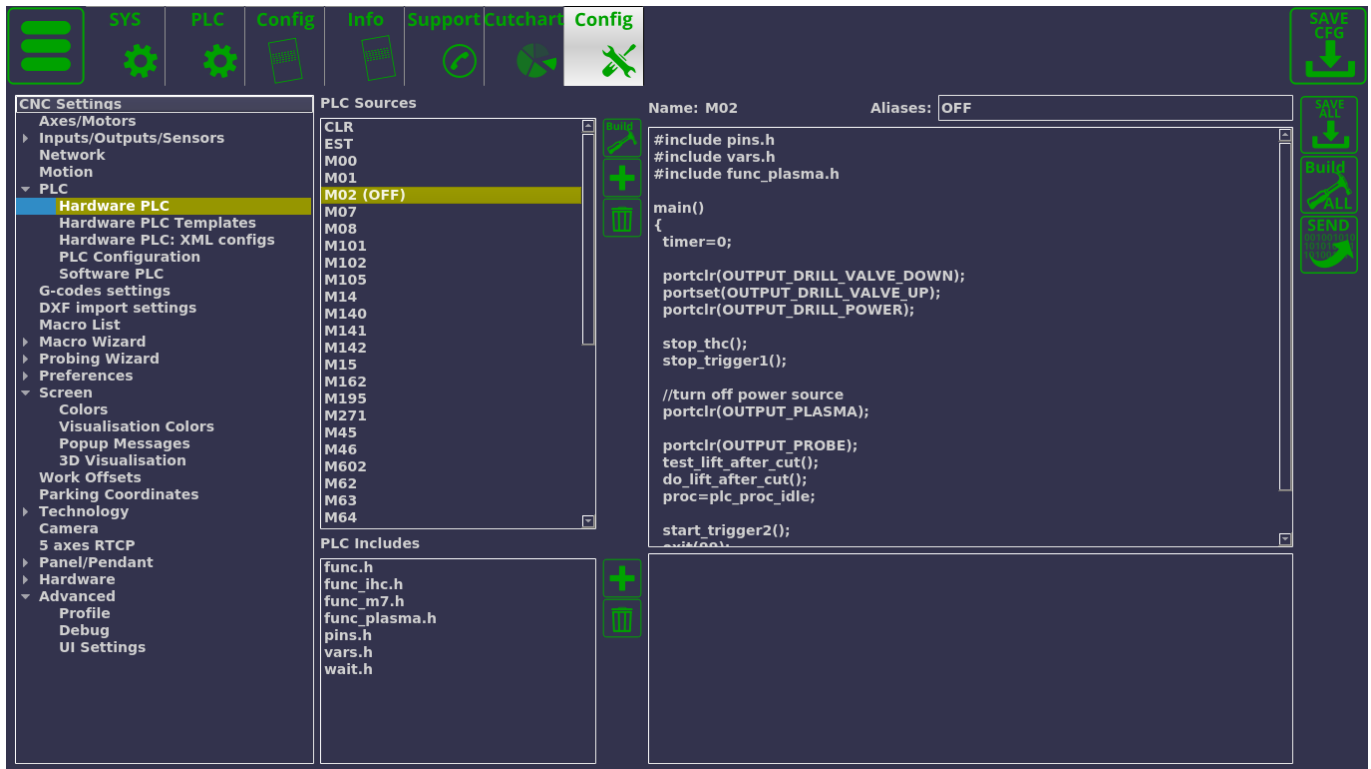 SYS
PLC
Config
Info
Support
Cutchart
Config
SAVE
CFG
CNC Settings
Axes/Motors
Inputs/Outputs/Sensors
Network
Motion
PLC
Hardware PLC
Hardware PLC Templates
Hardware PLC: XML configs
PLC Configuration
Software PLC
G-codes settings
DXF import settings
Macro List
Macro Wizard
Probing Wizard
Preferences
Screen
Colors
Visualisation Colors
Popup Messages
3D Visualisation
Work Offsets
Parking Coordinates
Technology
Camera
5 axes RTCP
Panel/Pendant
Hardware
Advanced
Profile
Debug
UI Settings
PLC Sources
CLR
EST
M00
M01
M02 (OFF)
M07
M08
M101
M102
M105
M14
M140
M141
M142
M15
M162
M195
M271
M45
M46
M602
M62
M63
M64
Build
PLC Includes
func.h
func_ihc.h
func_m7.h
func_plasma.h
pins.h
vars.h
wait.h
Name: M02
Aliases: OFF
#include pins.h
#include vars.h
#include func_plasma.h
main()
{
timer=0;
portclr(OUTPUT_DRILL_VALVE_DOWN);
portset(OUTPUT_DRILL_VALVE_UP);
portclr(OUTPUT_DRILL_POWER);
stop_thc();
stop_trigger1();
//turn off power source
portclr(OUTPUT_PLASMA);
portclr(OUTPUT_PROBE);
test_lift_after_cut();
do_lift_after_cut();
proc=plc_proc_idle;
start_trigger2();
exit(99);
SAVE
ALL
Build
ALL
SEND